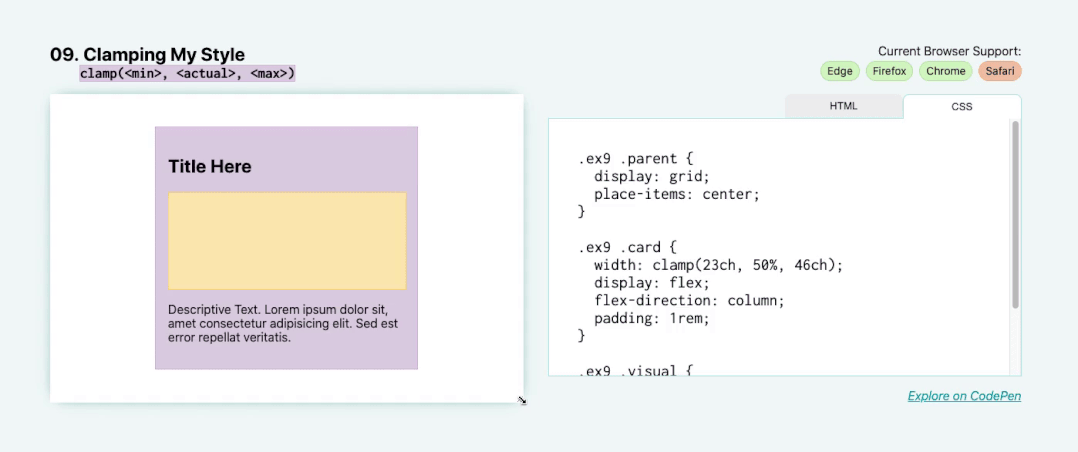 09. Clamping My Style
clamp(<min>, <actual>, <max>)
Current Browser Support:
Edge Firefox Chrome Safari
Title Here
Descriptive Text. Lorem ipsum dolor sit,
amet consectetur adipisicing elit. Sed est
error repellat veritatis.
HTML CSS
.ex9 .parent {
  display: grid;
  place-items: center;
}
.ex9 .card {
  width: clamp(23ch, 50%, 46ch);
  display: flex;
  flex-direction: column;
  padding: 1rem;
}
.ex9 .visual {
Explore on CodePen